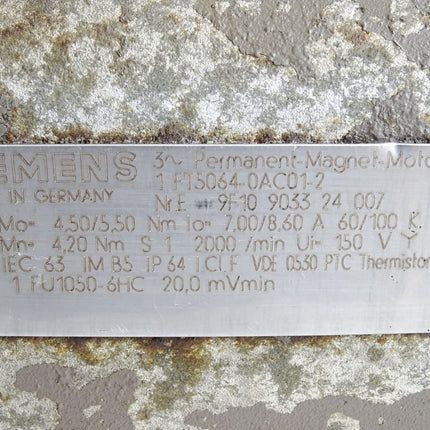 EMENS 3~ Permanent-Magnet-Moto
IN GERMANY 1 FT5064-0AC01-2
Nr.E 9F10 9033 24 007
Mo= 4,50/5,50 Nm Io= 7,00/8,60 A 60/100 K
Mn= 4,20 Nm S 1 2000 /min Ui= 150 V Y
IEC 63 IM B5 IP 64 I.Cl.F VDE 0530 PTC Thermistor
1 FU1050-6HC 20,0 mVmin